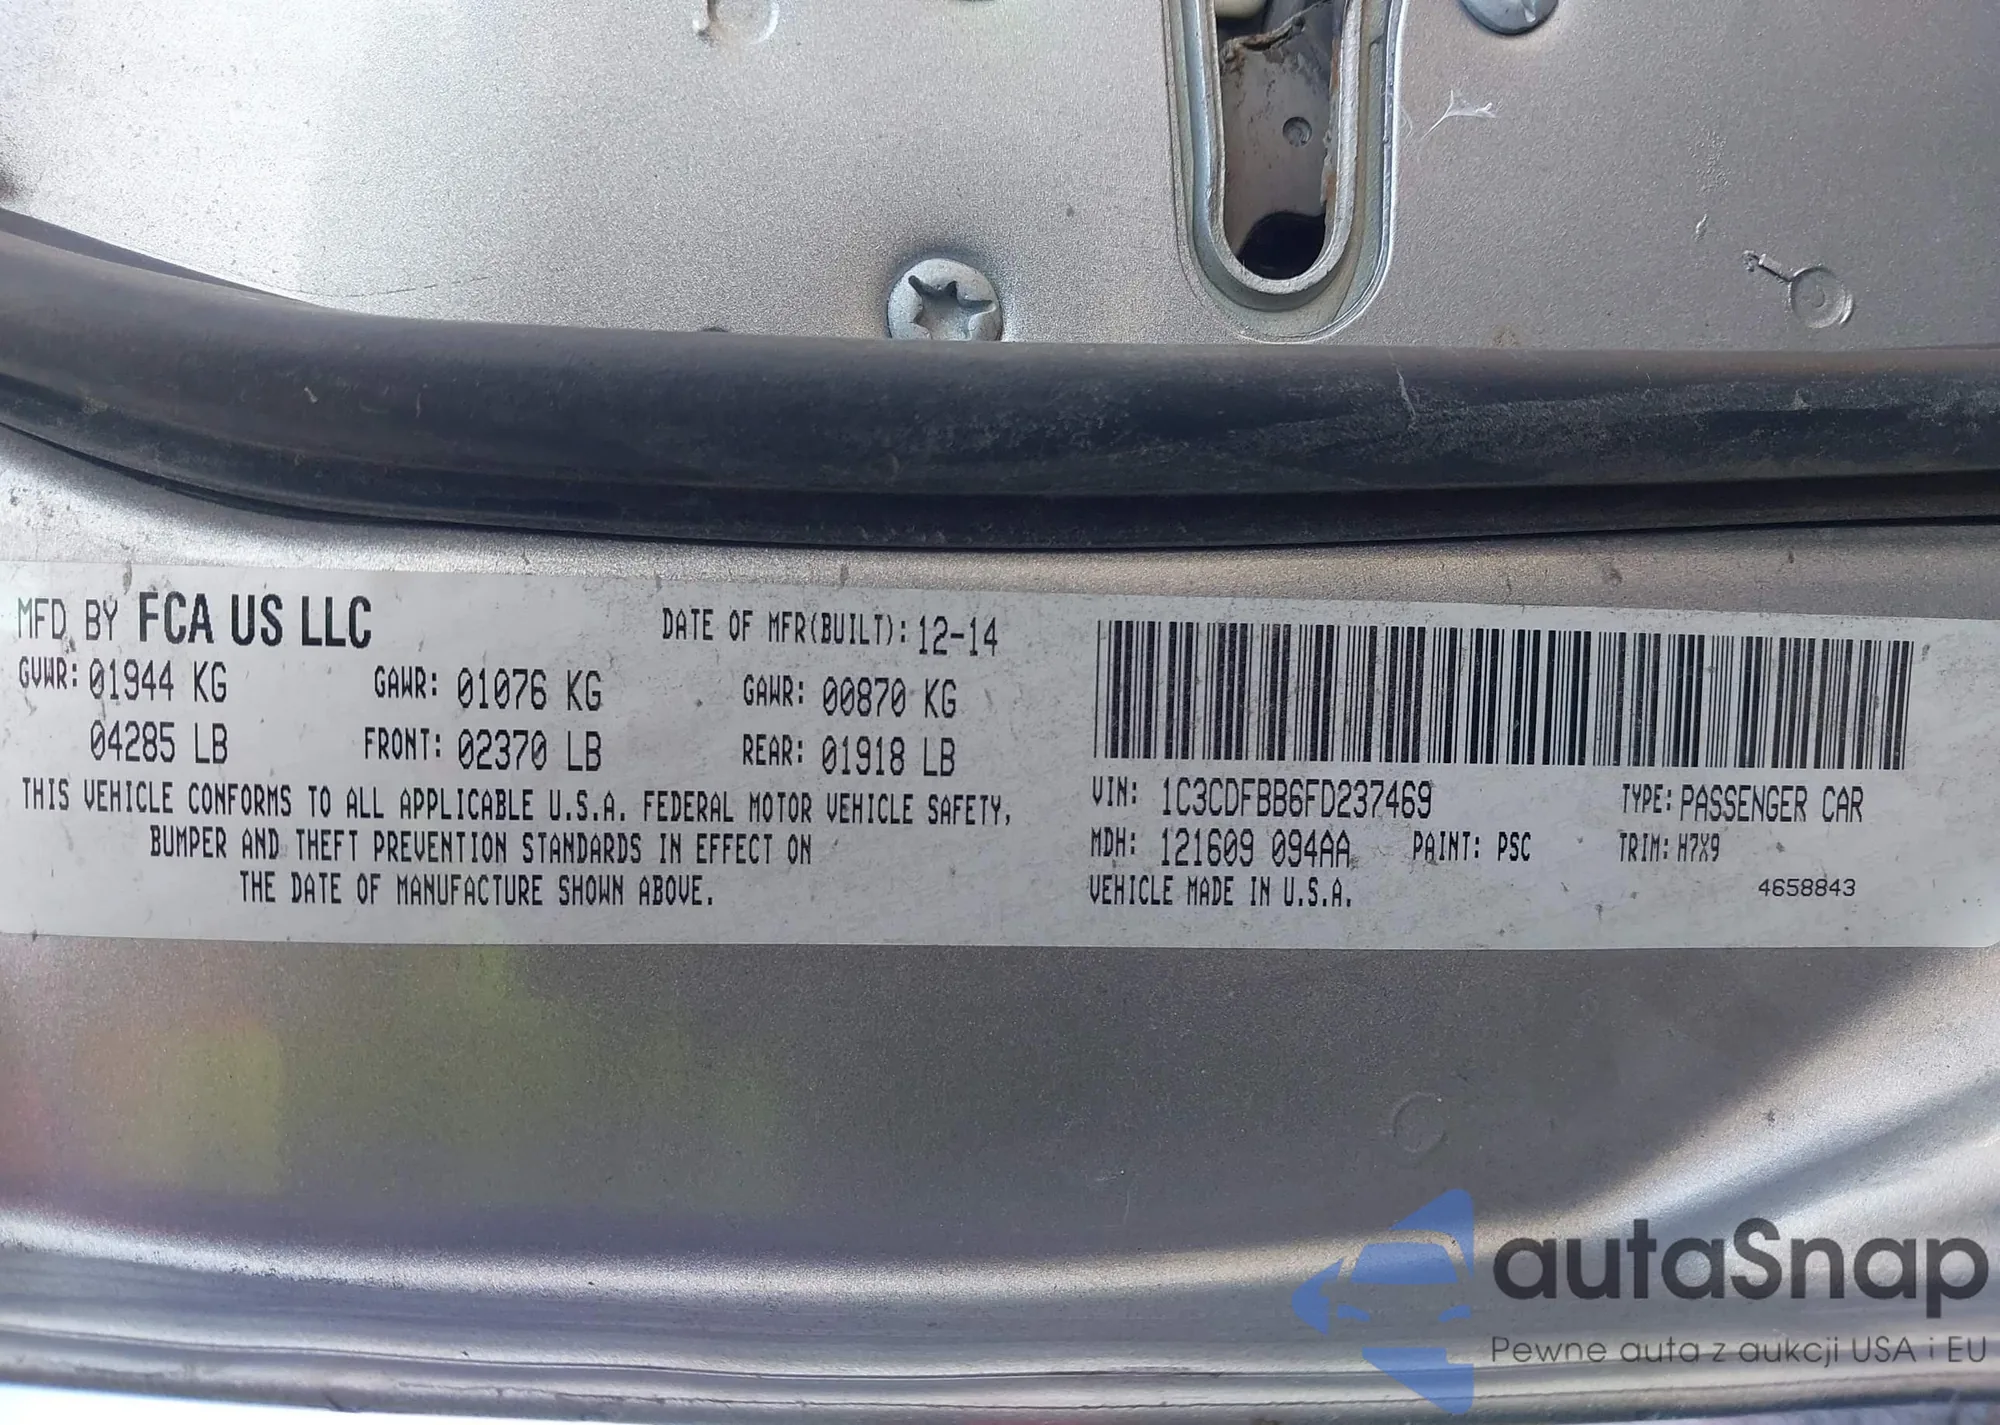 MFD BY FCA US LLC DATE OF MFR(BUILT): 12-14
GVWR: 01944 KG GAWR: 01076 KG GAWR: 00870 KG
04285 LB FRONT: 02370 LB REAR: 01918 LB
THIS VEHICLE CONFORMS TO ALL APPLICABLE U.S.A. FEDERAL MOTOR VEHICLE SAFETY,
BUMPER AND THEFT PREVENTION STANDARDS IN EFFECT ON
THE DATE OF MANUFACTURE SHOWN ABOVE.
VIN: 1C3CDFBB6FD237469 TYPE: PASSENGER CAR
MDH: 121609 094AA PAINT: PSC TRIM: H7X9
VEHICLE MADE IN U.S.A. 4658843
autaSnap
Pewne auta z aukcji USA i EU